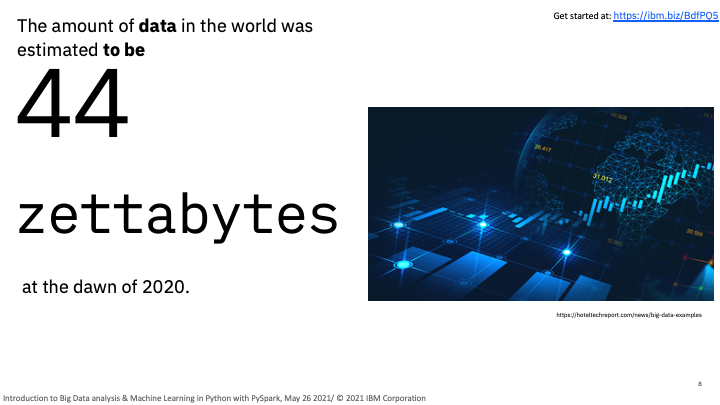 The amount of data in the world was
estimated to be
44
zettabytes
at the dawn of 2020.
Get started at: https://ibm.biz/BdfPQ5
26.417
31.012
https://hoteltechreport.com/news/big-data-examples
8
Introduction to Big Data analysis & Machine Learning in Python with PySpark, May 26 2021/ © 2021 IBM Corporation